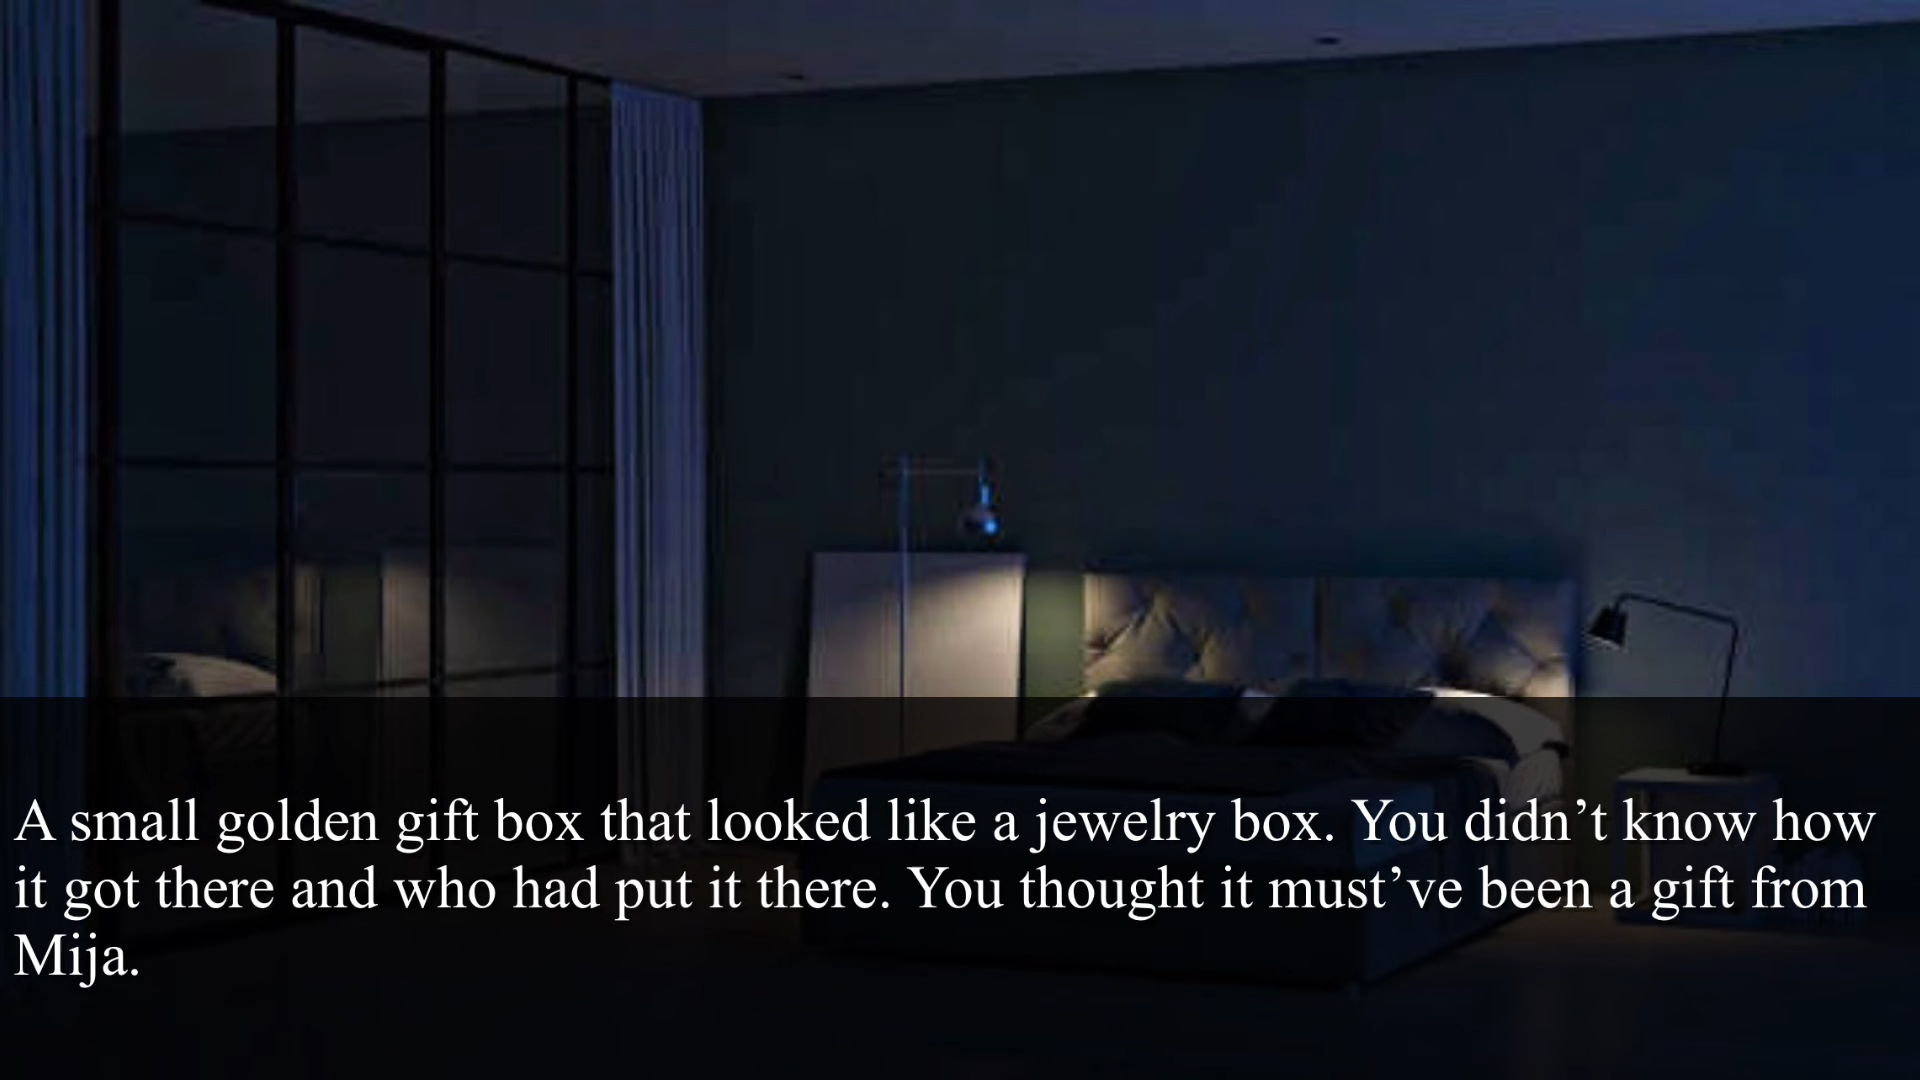 A small golden gift box that looked like a jewelry box. You didn’t know how
it got there and who had put it there. You thought it must’ve been a gift from
Mija.